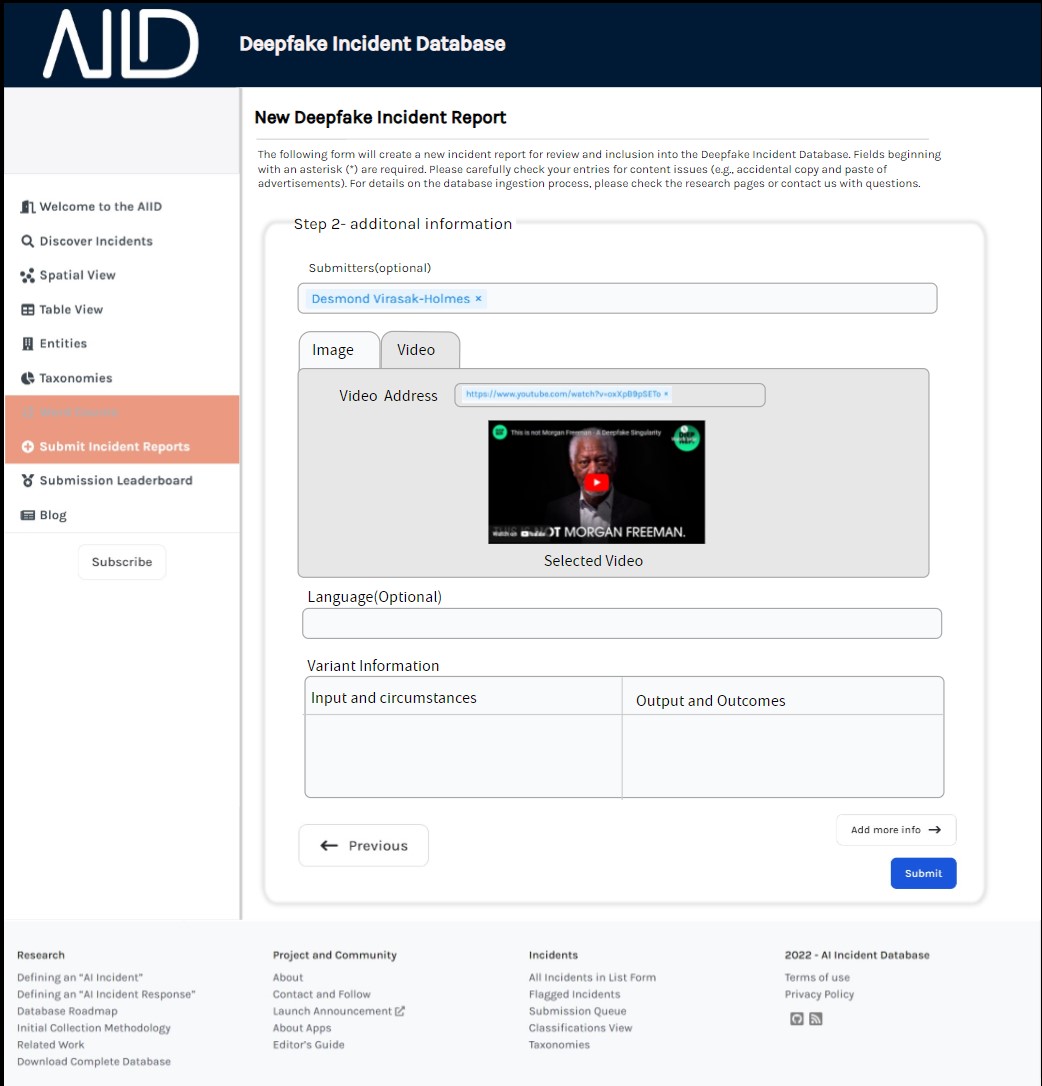 AIID
Deepfake Incident Database
New Deepfake Incident Report
The following form will create a new incident report for review and inclusion into the Deepfake Incident Database. Fields beginning
with an asterisk (*) are required. Please carefully check your entries for content issues (e.g., accidental copy and paste of
advertisements). For details on the database ingestion process, please check the research pages or contact us with questions.
Welcome to the AIID
Discover Incidents
Spatial View
Table View
Entities
Taxonomies
Submit Incident Reports
Submission Leaderboard
Blog
Subscribe
Step 2- additonal information
Submitters(optional)
Desmond Virasak-Holmes ×
Image
Video
Video Address
https://www.youtube.com/watch?v=oxXpB9pSETo ×
This is not Morgan Freeman - A Deepfake Singularity
Watch on YouTube
THIS IS NOT MORGAN FREEMAN.
Selected Video
Language(Optional)
Variant Information
Input and circumstances
Output and Outcomes
← Previous
Add more info →
Submit
Research
Defining an “AI Incident”
Defining an “AI Incident Response”
Database Roadmap
Initial Collection Methodology
Related Work
Download Complete Database
Project and Community
About
Contact and Follow
Launch Announcement
About Apps
Editor’s Guide
Incidents
All Incidents in List Form
Flagged Incidents
Submission Queue
Classifications View
Taxonomies
2022 - AI Incident Database
Terms of use
Privacy Policy